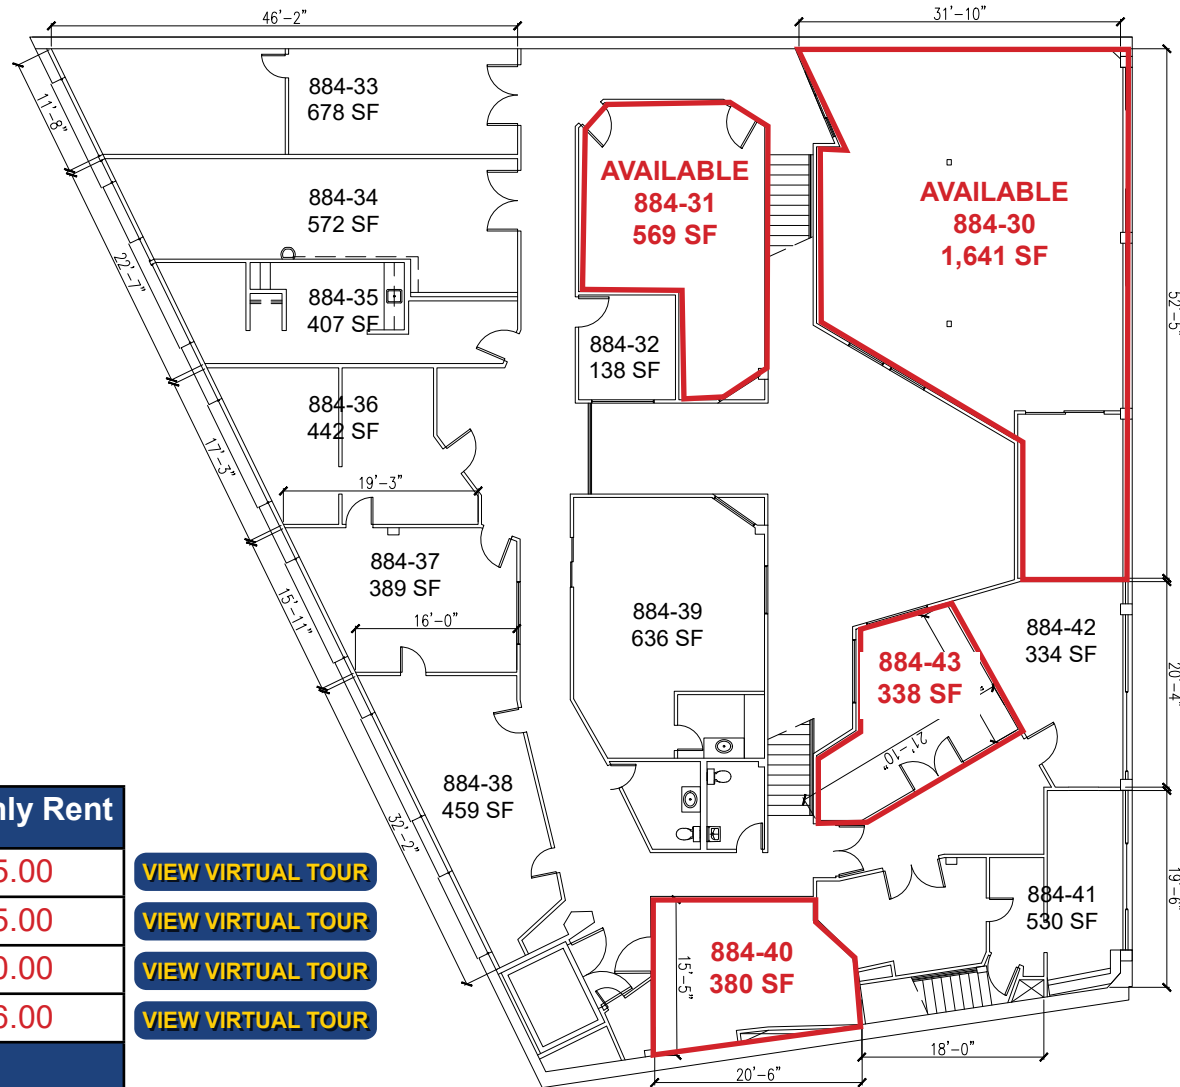 46'-2"
31'-10"
11'-8"
884-33
678 SF
884-34
572 SF
22'-7"
884-35
407 SF
AVAILABLE
884-31
569 SF
AVAILABLE
884-30
1,641 SF
52'-5"
884-32
138 SF
884-36
442 SF
17'-3"
19'-3"
884-37
389 SF
15'-11"
16'-0"
884-39
636 SF
884-43
338 SF
21'-10"
884-42
334 SF
20'-4"
884-38
459 SF
32'-2"
884-41
530 SF
19'-6"
884-40
380 SF
15'-5"
18'-0"
20'-6"
Rent
5.00
VIEW VIRTUAL TOUR
5.00
VIEW VIRTUAL TOUR
0.00
VIEW VIRTUAL TOUR
6.00
VIEW VIRTUAL TOUR